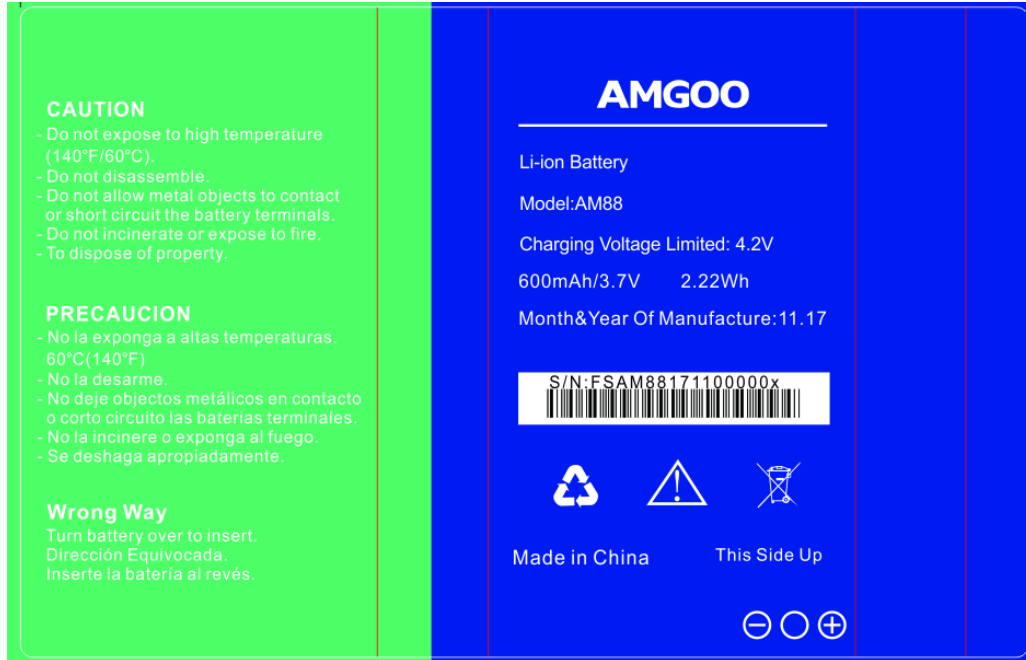 CAUTION
- Do not expose to high temperature
(140°F/60°C).
- Do not disassemble.
- Do not allow metal objects to contact
or short circuit the battery terminals.
- Do not incinerate or expose to fire.
- To dispose of property.
PRECAUCION
- No la exponga a altas temperaturas.
60°C(140°F)
- No la desarme.
- No deje objectos metálicos en contacto
o corto circuito las baterias terminales.
- No la incinere o exponga al fuego.
- Se deshaga apropiadamente.
Wrong Way
Turn battery over to insert.
Dirección Equivocada.
Inserte la batería al revés.
AMGOO
Li-ion Battery
Model:AM88
Charging Voltage Limited: 4.2V
600mAh/3.7V 2.22Wh
Month&Year Of Manufacture:11.17
S/N:FSAM88171100000x
Made in China
This Side Up